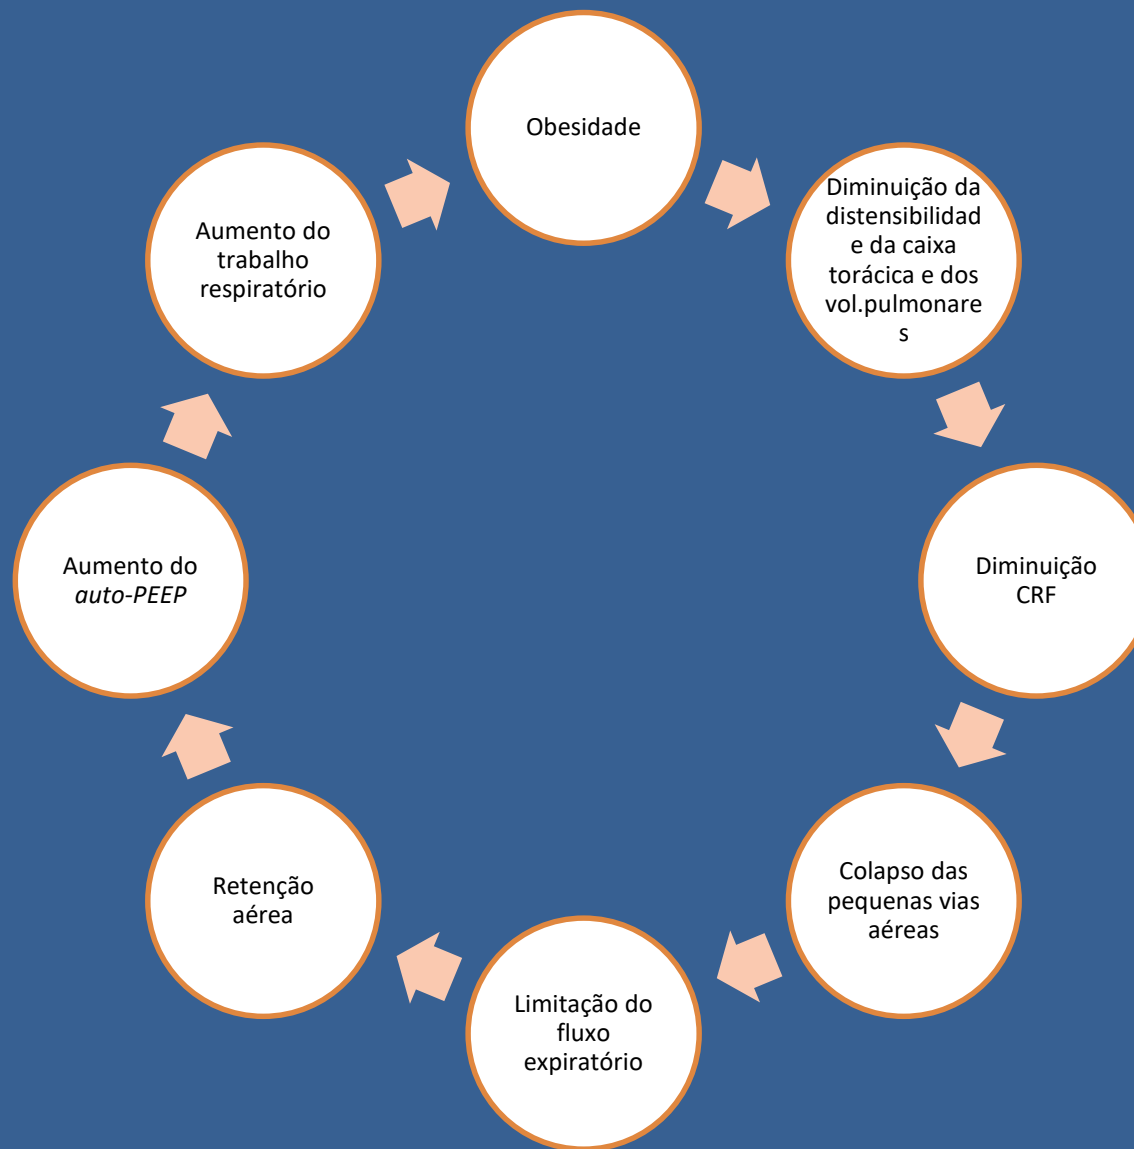 Obesidade
Diminuição da
distensibilidad
e da caixa
torácica e dos
vol.pulmonare
s
Diminuição
CRF
Colapso das
pequenas vias
aéreas
Limitação do
fluxo
expiratório
Retenção
aérea
Aumento do
auto-PEEP
Aumento do
trabalho
respiratório